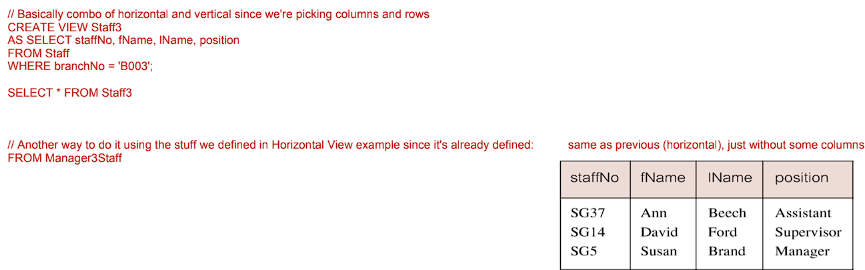 // Basically combo of horizontal and vertical since we're picking columns and rows
CREATE VIEW Staff3
AS SELECT staffNo, fName, lName, position
FROM Staff
WHERE branchNo = 'B003';
SELECT * FROM Staff3
// Another way to do it using the stuff we defined in Horizontal View example since it's already defined:
FROM Manager3Staff
same as previous (horizontal), just without some columns
staffNo fName lName position
SG37 Ann Beech Assistant
SG14 David Ford Supervisor
SG5 Susan Brand Manager